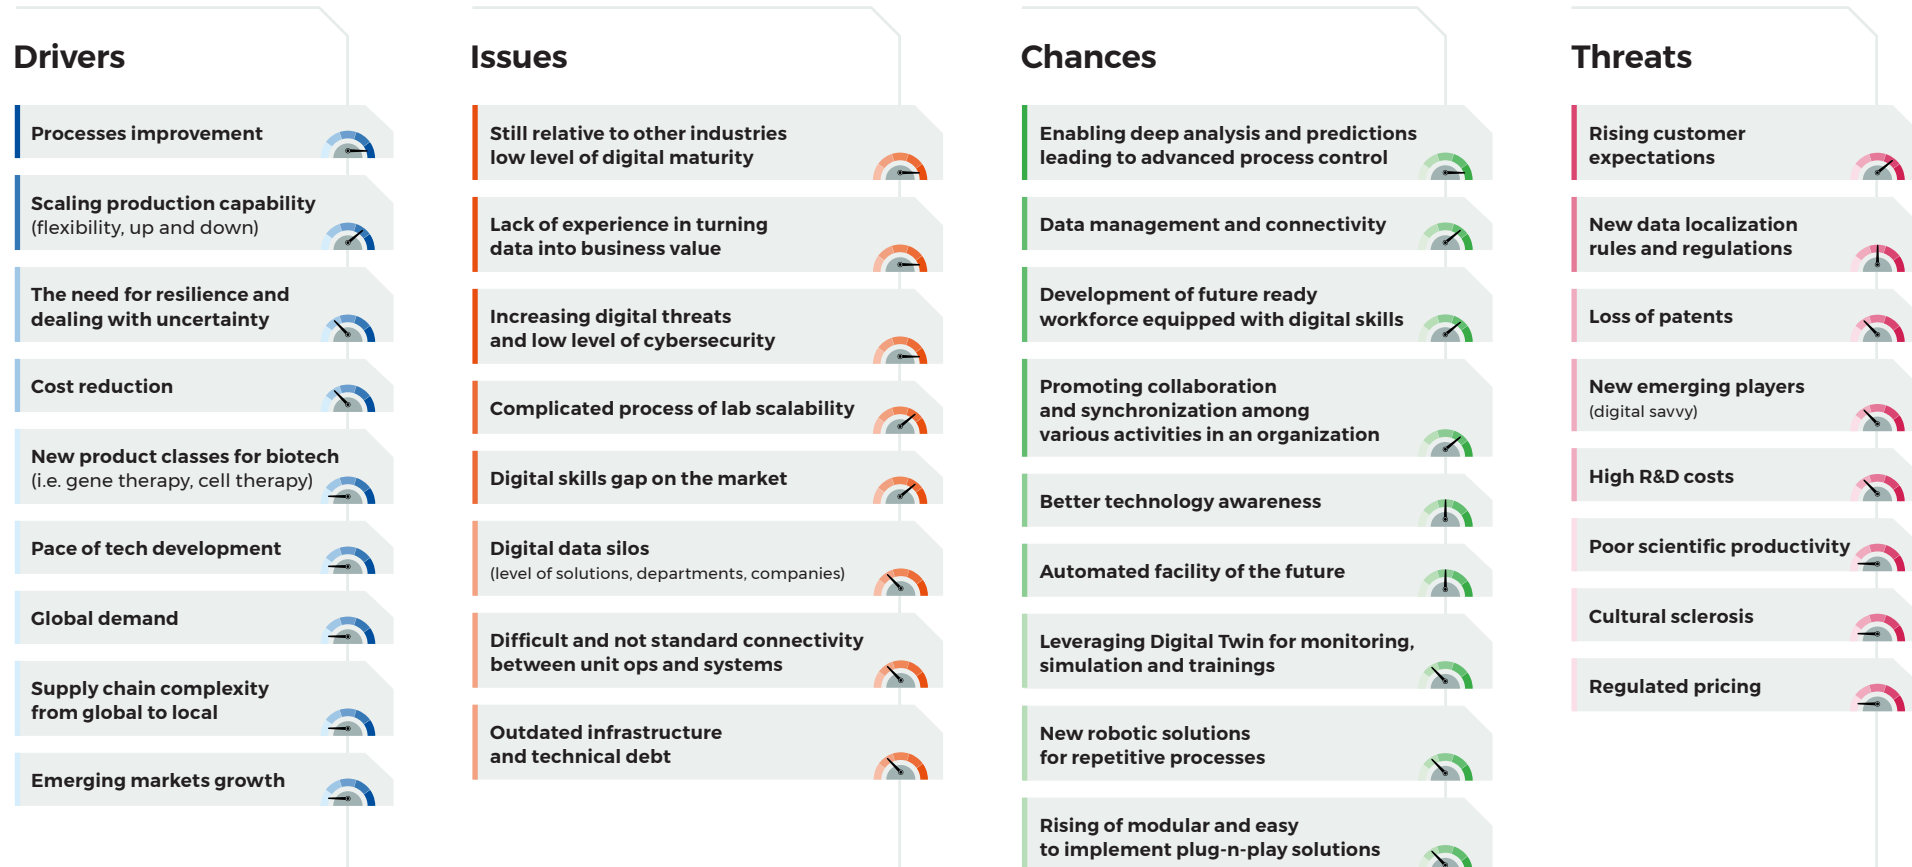 Drivers
Processes improvement
Scaling production capability
(flexibility, up and down)
The need for resilience and
dealing with uncertainty
Cost reduction
New product classes for biotech
(i.e. gene therapy, cell therapy)
Pace of tech development
Global demand
Supply chain complexity
from global to local
Emerging markets growth
Issues
Still relative to other industries
low level of digital maturity
Lack of experience in turning
data into business value
Increasing digital threats
and low level of cybersecurity
Complicated process of lab scalability
Digital skills gap on the market
Digital data silos
(level of solutions, departments, companies)
Difficult and not standard connectivity
between unit ops and systems
Outdated infrastructure
and technical debt
Chances
Enabling deep analysis and predictions
leading to advanced process control
Data management and connectivity
Development of future ready
workforce equipped with digital skills
Promoting collaboration
and synchronization among
various activities in an organization
Better technology awareness
Automated facility of the future
Leveraging Digital Twin for monitoring,
simulation and trainings
New robotic solutions
for repetitive processes
Rising of modular and easy
to implement plug-n-play solutions
Threats
Rising customer
expectations
New data localization
rules and regulations
Loss of patents
New emerging players
(digital savvy)
High R&D costs
Poor scientific productivity
Cultural sclerosis
Regulated pricing